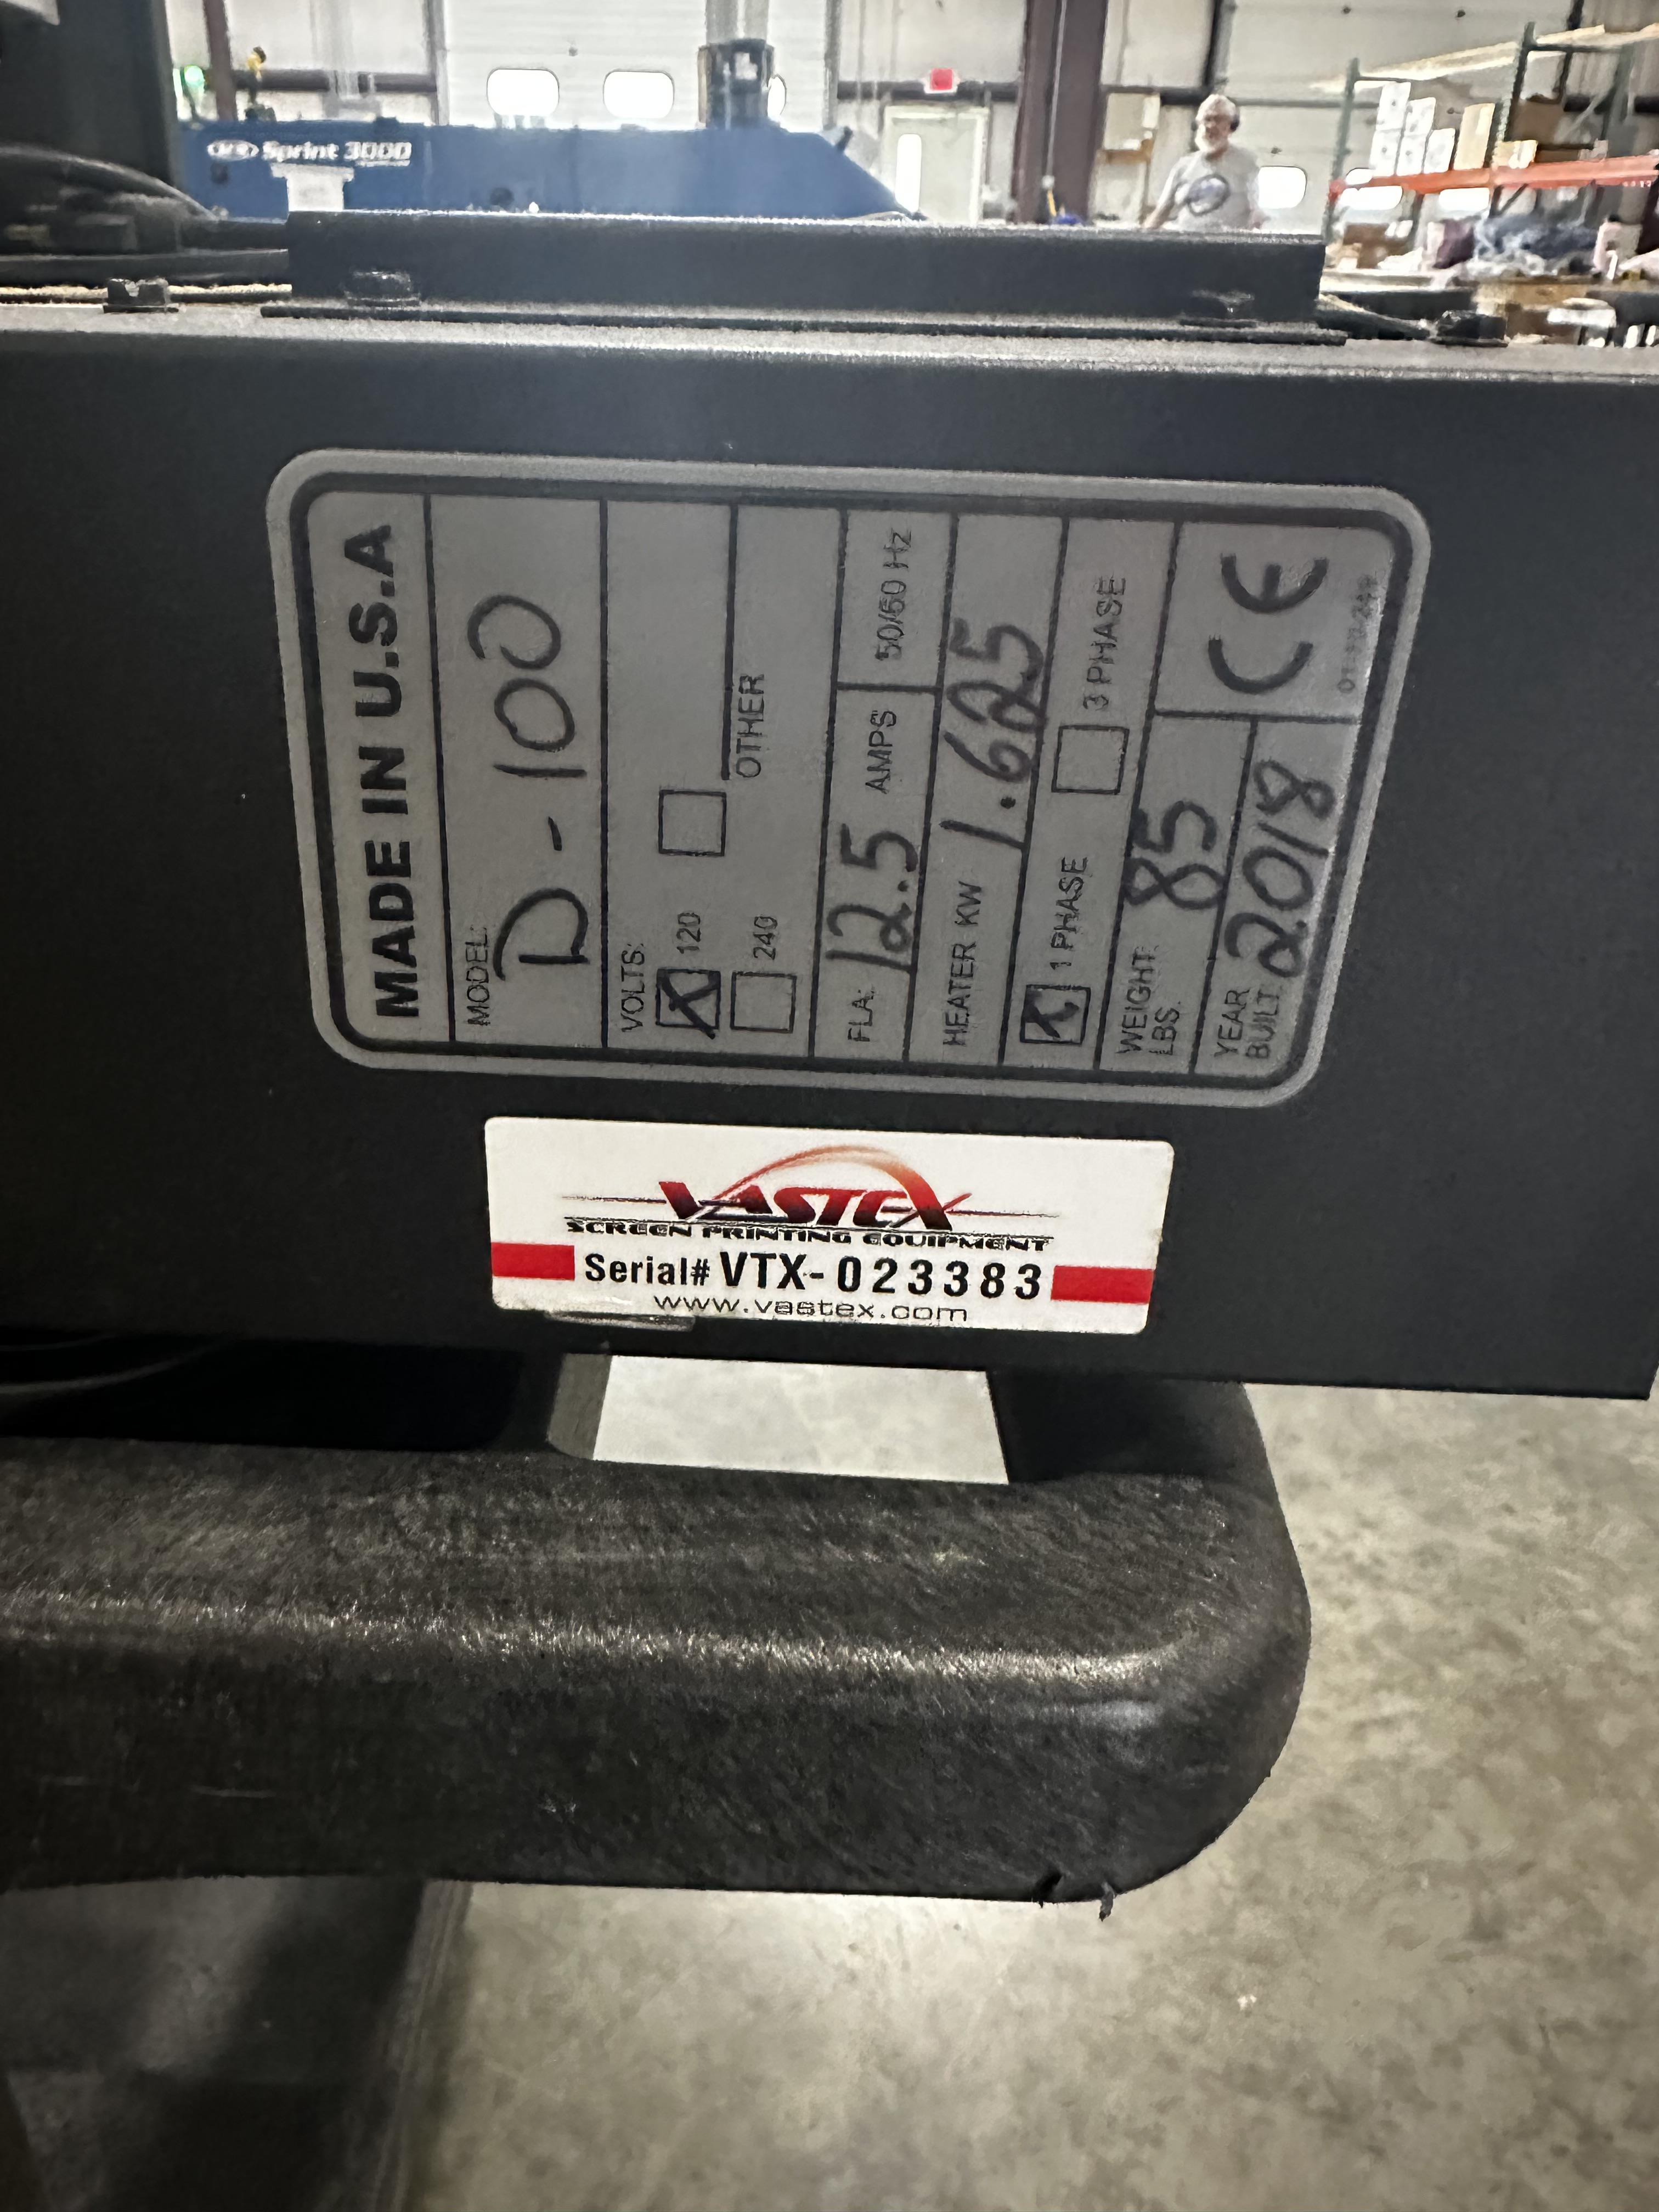 Sprint 3000
MADE IN U.S.A
MODEL: D-100
VOLTS:
120
240
OTHER
FLA: 12.5 AMPS 50/60 Hz
HEATER KW 1.625
1 PHASE 3 PHASE
WEIGHT LBS. 85
YEAR BUILT 2018
CE
VASTEX
SCREEN PRINTING EQUIPMENT
Serial# VTX-023383
www.vastex.com